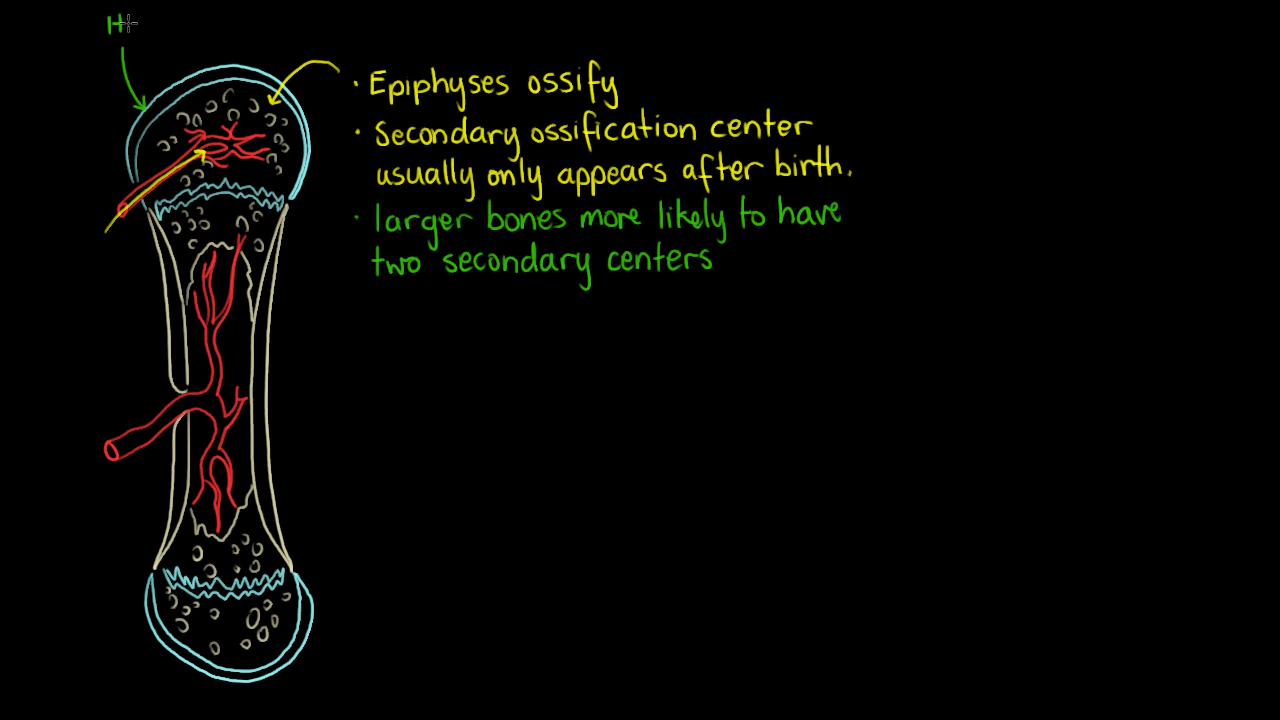 H
· Epiphyses ossify
· Secondary ossification center
usually only appears after birth.
· larger bones more likely to have
two secondary centers